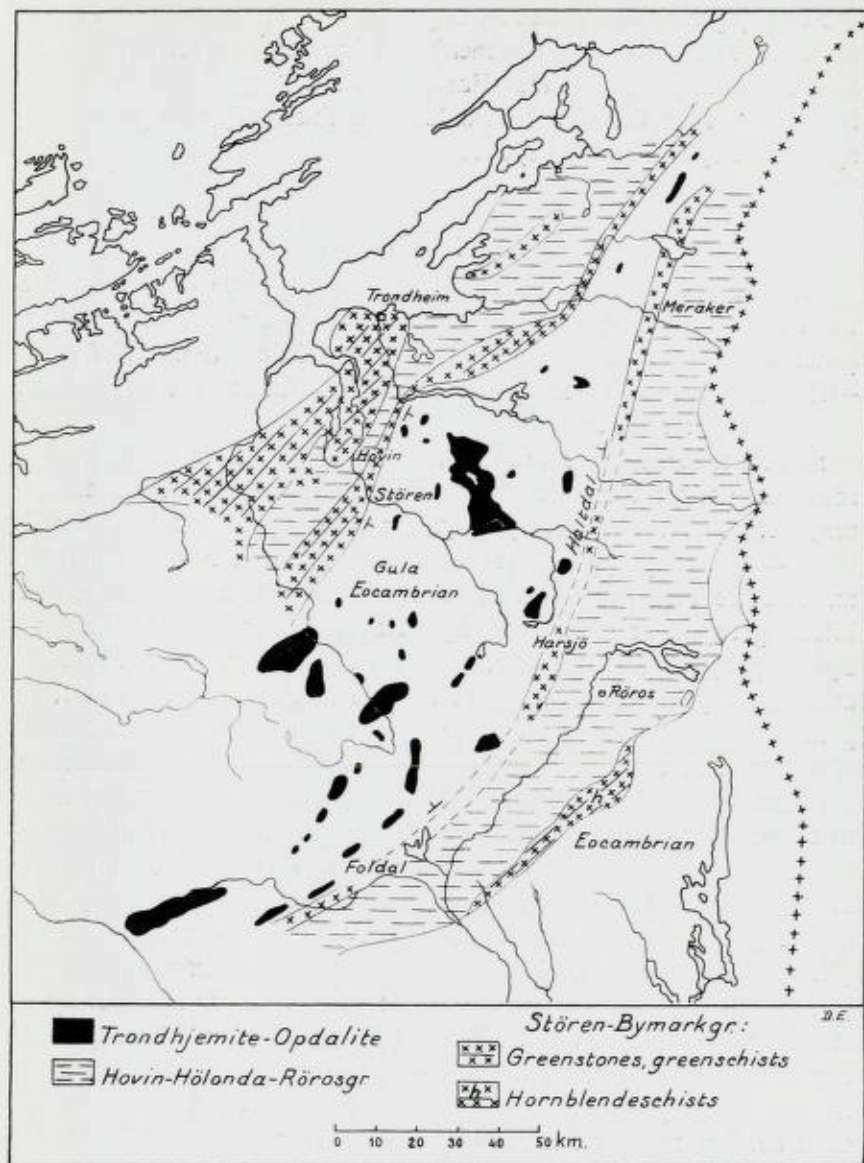 Trondheim
Meraker
Hovin
Stören
Holtdal
Gula
Eocambrian
Harsjö
Röros
h
Eocambrian
Foldal
D.E.
Trondhjemite-Opdalite
Hovin-Hölonda-Rörosgr
Stören-Bymarkgr.:
Greenstones, greenschists
h Hornblendeschists
0 10 20 30 40 50 km.